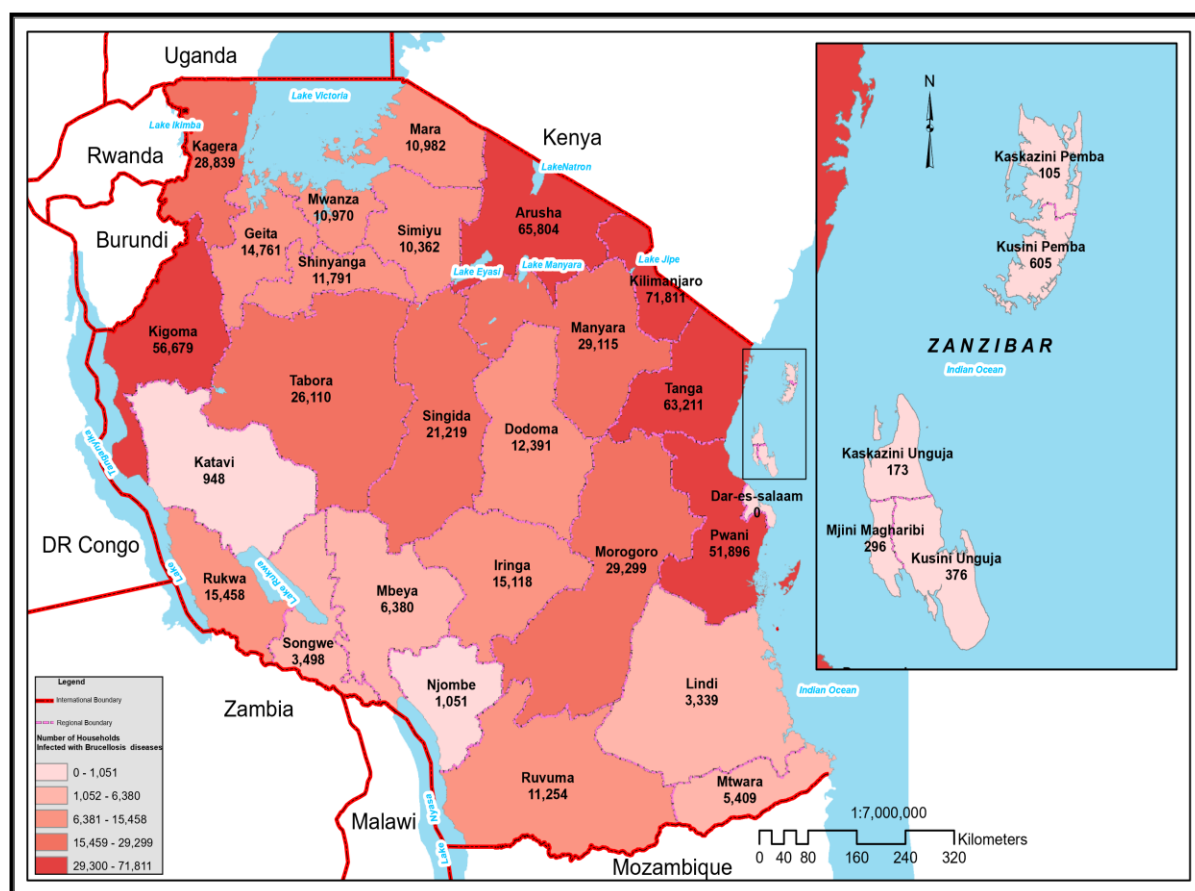 Uganda
Lake Victoria
Kenya
Rwanda
Burundi
DR Congo
Zambia
Malawi
Mozambique
Lake Ikimba
Kagera
28,839
Mara
10,982
LakeNatron
Mwanza
10,970
Arusha
65,804
Geita
14,761
Simiyu
10,362
Shinyanga
11,791
Lake Eyasi
Lake Manyara
Lake Jipe
Kilimanjaro
71,811
Kigoma
56,679
Manyara
29,115
Tabora
26,110
Singida
21,219
Dodoma
12,391
Tanga
63,211
Katavi
948
Lake Tanganyika
Dar-es-salaam
0
Pwani
51,896
Morogoro
29,299
Iringa
15,118
Rukwa
15,458
Lake Rukwa
Mbeya
6,380
Songwe
3,498
Njombe
1,051
Lindi
3,339
Indian Ocean
Ruvuma
11,254
Mtwara
5,409
Lake Nyasa
N
Kaskazini Pemba
105
Kusini Pemba
605
ZANZIBAR
Indian Ocean
Kaskazini Unguja
173
Mjini Magharibi
296
Kusini Unguja
376
Legend
International Boundary
Regional Boundary
Number of Households
Infected with Brucellosis diseases
0 - 1,051
1,052 - 6,380
6,381 - 15,458
15,459 - 29,299
29,300 - 71,811
1:7,000,000
Kilometers
0 40 80 160 240 320